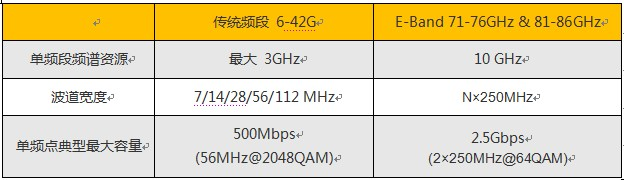 传统频段 6-42G
E-Band 71-76GHz & 81-86GHz
单频段频谱资源
最大 3GHz
10 GHz
波道宽度
7/14/28/56/112 MHz
N×250MHz
单频点典型最大容量
500Mbps
(56MHz@2048QAM)
2.5Gbps
(2×250MHz@64QAM)